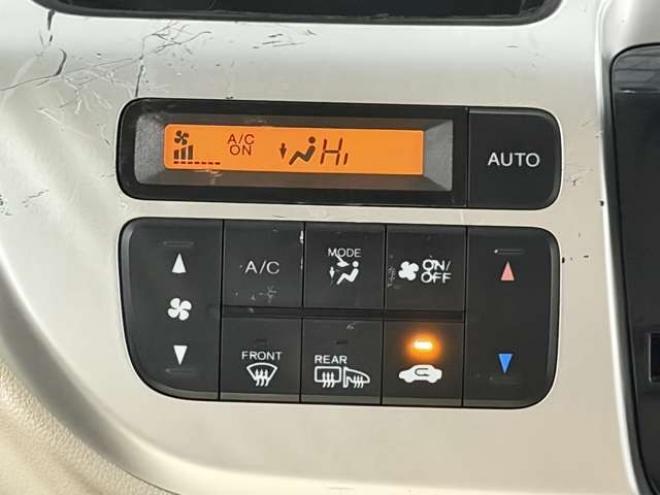 A/C
ON
Hi
AUTO
A/C
MODE
ON/
OFF
FRONT
REAR